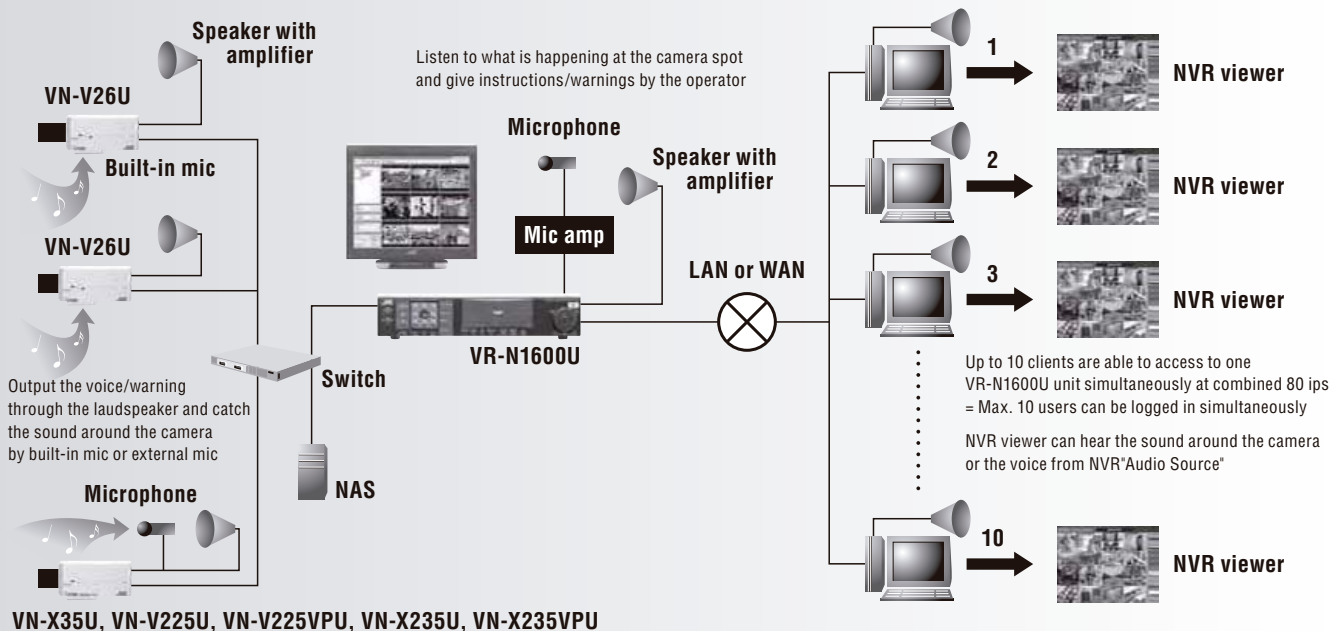 Speaker with
amplifier
VN-V26U
Built-in mic
VN-V26U
Output the voice/warning
through the laudspeaker and catch
the sound around the camera
by built-in mic or external mic
Microphone
VN-X35U, VN-V225U, VN-V225VPU, VN-X235U, VN-X235VPU
Switch
NAS
Listen to what is happening at the camera spot
and give instructions/warnings by the operator
Microphone
Speaker with
amplifier
Mic amp
VR-N1600U
LAN or WAN
1
NVR viewer
2
NVR viewer
3
NVR viewer
Up to 10 clients are able to access to one
VR-N1600U unit simultaneously at combined 80 ips
= Max. 10 users can be logged in simultaneously
NVR viewer can hear the sound around the camera
or the voice from NVR"Audio Source"
10
NVR viewer